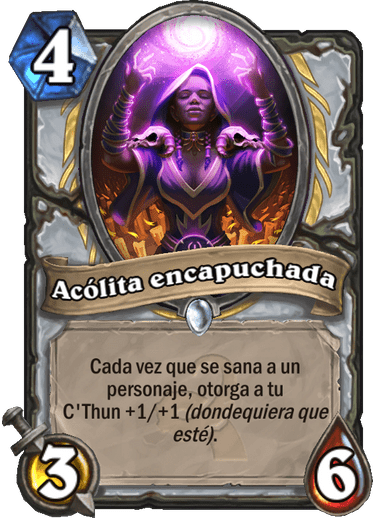 4
Acólita encapuchada
Cada vez que se sana a un
personaje, otorga a tu
C'Thun +1/+1 (dondequiera que
esté).
3
6